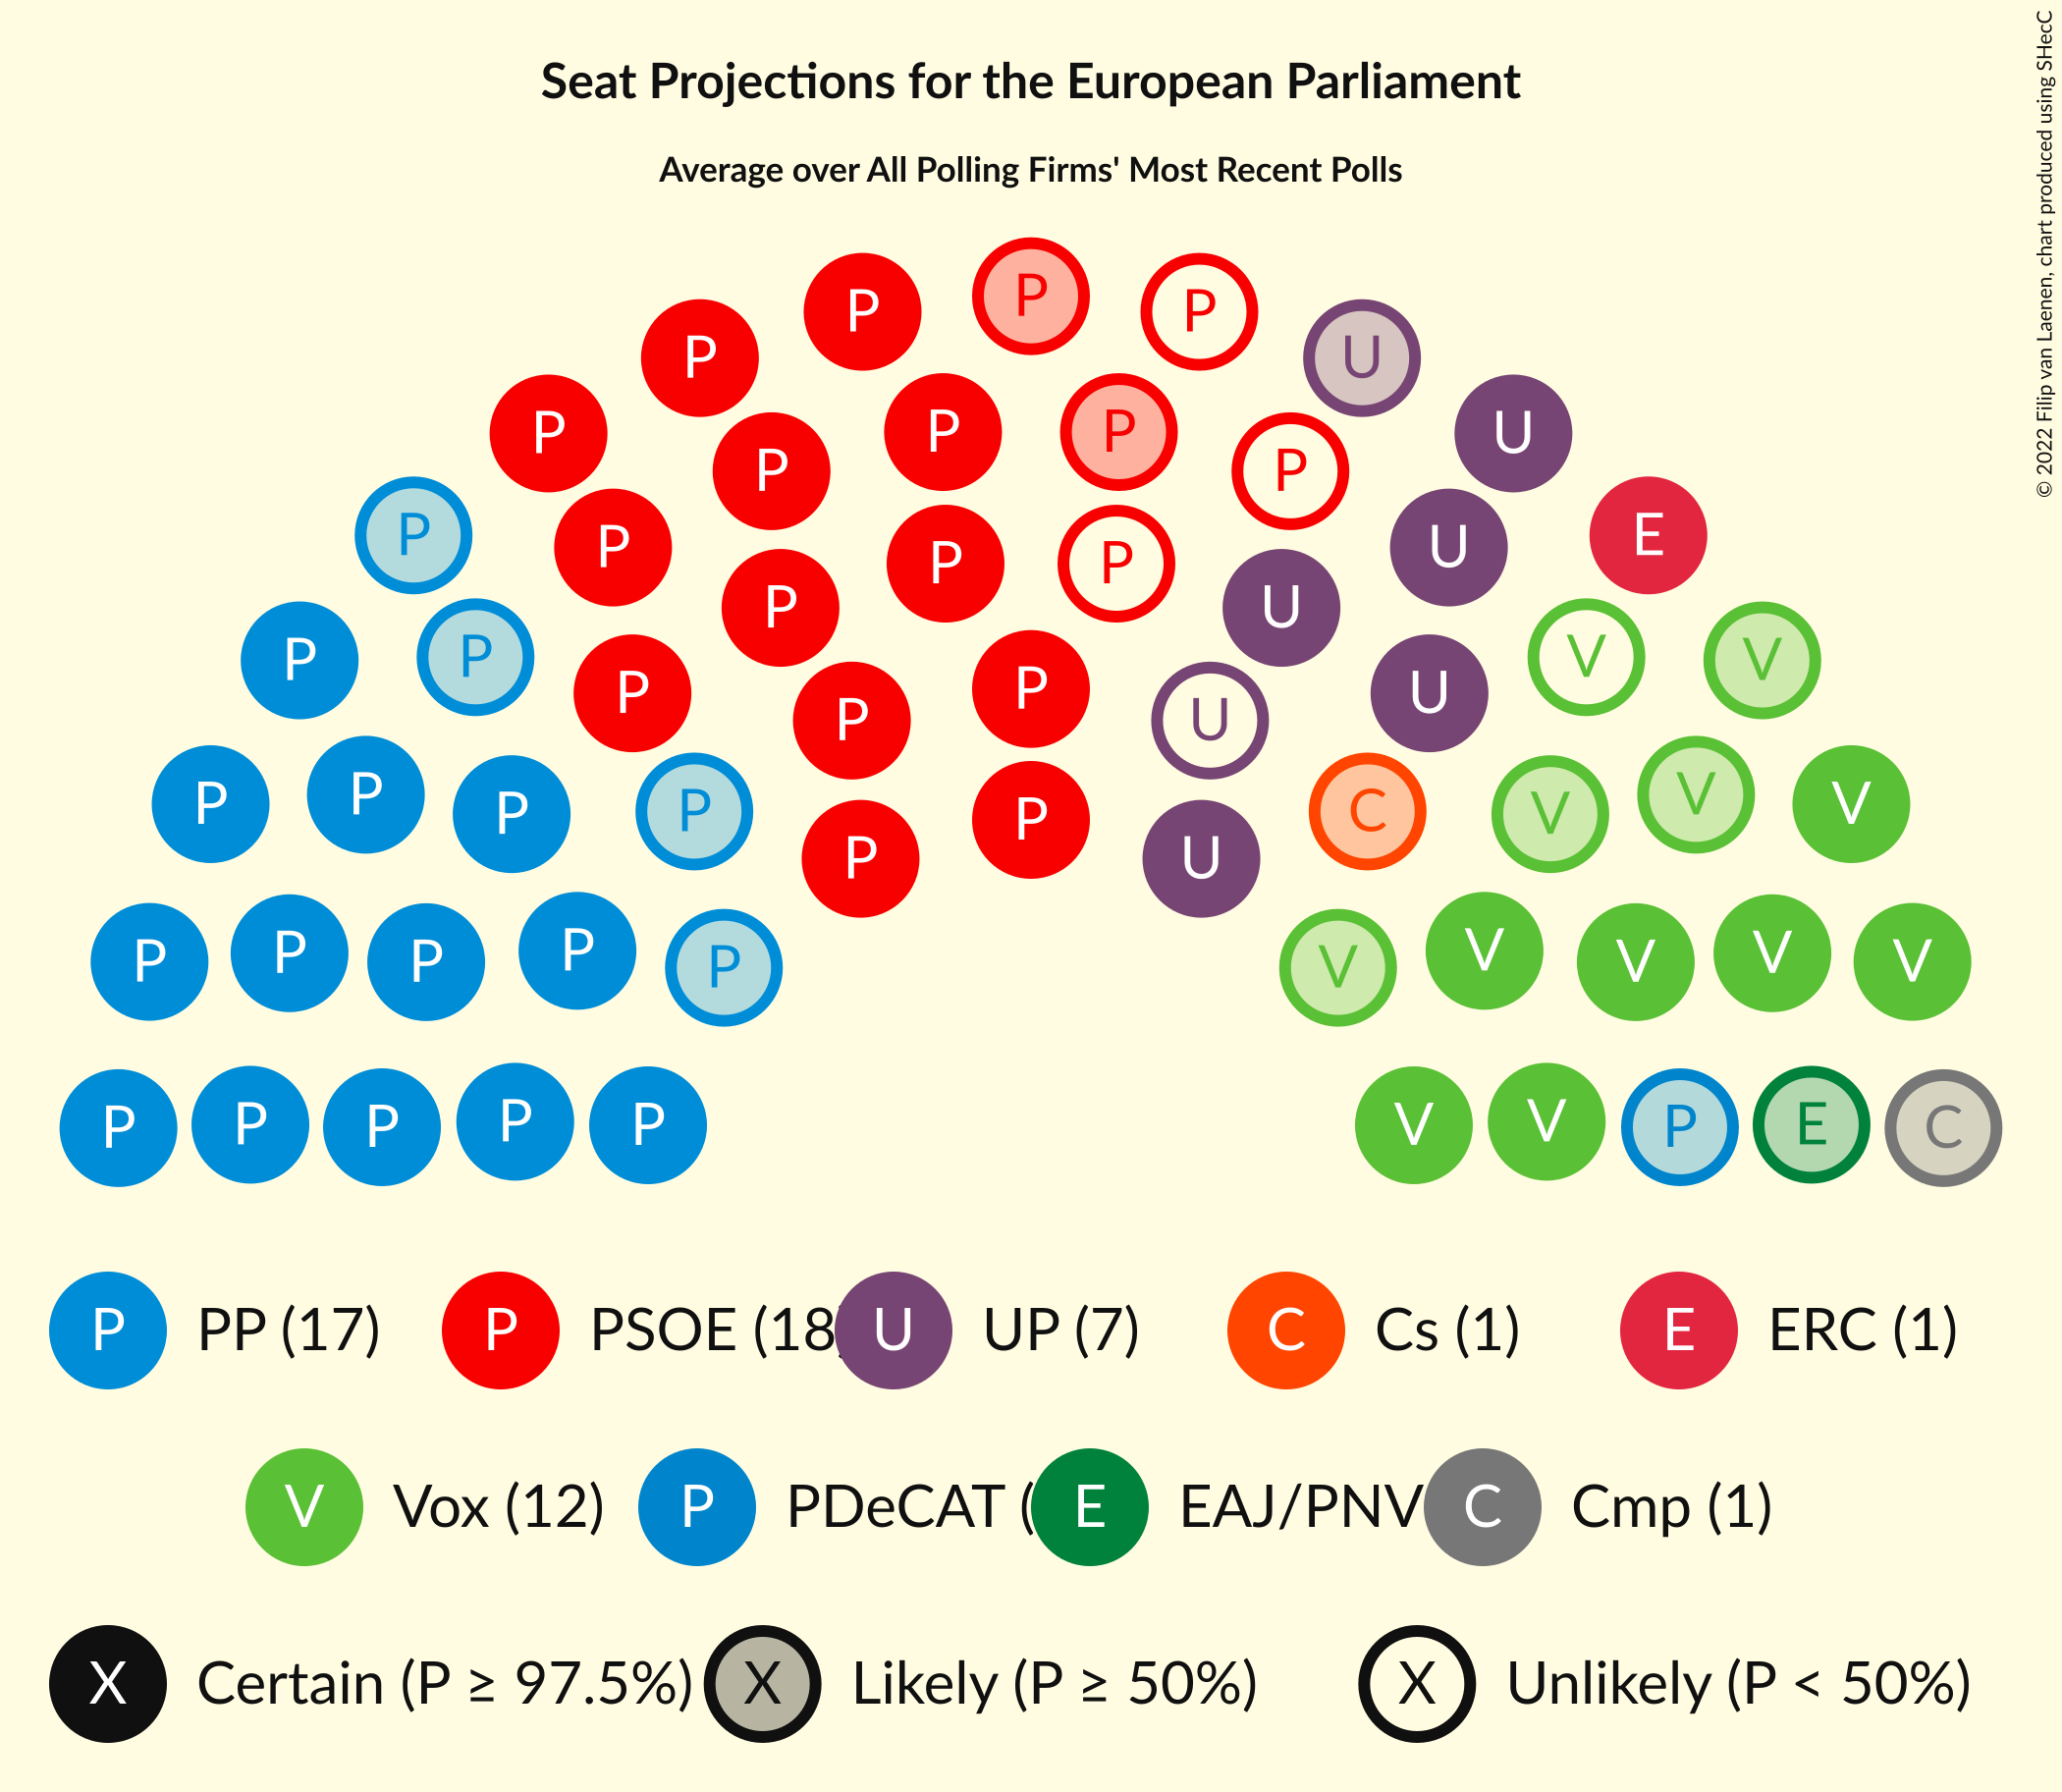 © 2022 Filip van Laenen, chart produced using SHecC
Seat Projections for the European Parliament
Average over All Polling Firms' Most Recent Polls
P
P P
P U
P P P U
P P
P E
P U
P P
P U
P V
P V
P P U
P U
P V
P P P P C V V
P U
P P P P P V V V V V
P P P P P V V P E C
P PP (17) P PSOE (18 U UP (7) C Cs (1) E ERC (1)
V Vox (12) P PDeCAT ( E EAJ/PNV C Cmp (1)
X Certain (P ≥ 97.5%) X Likely (P ≥ 50%) X Unlikely (P < 50%)